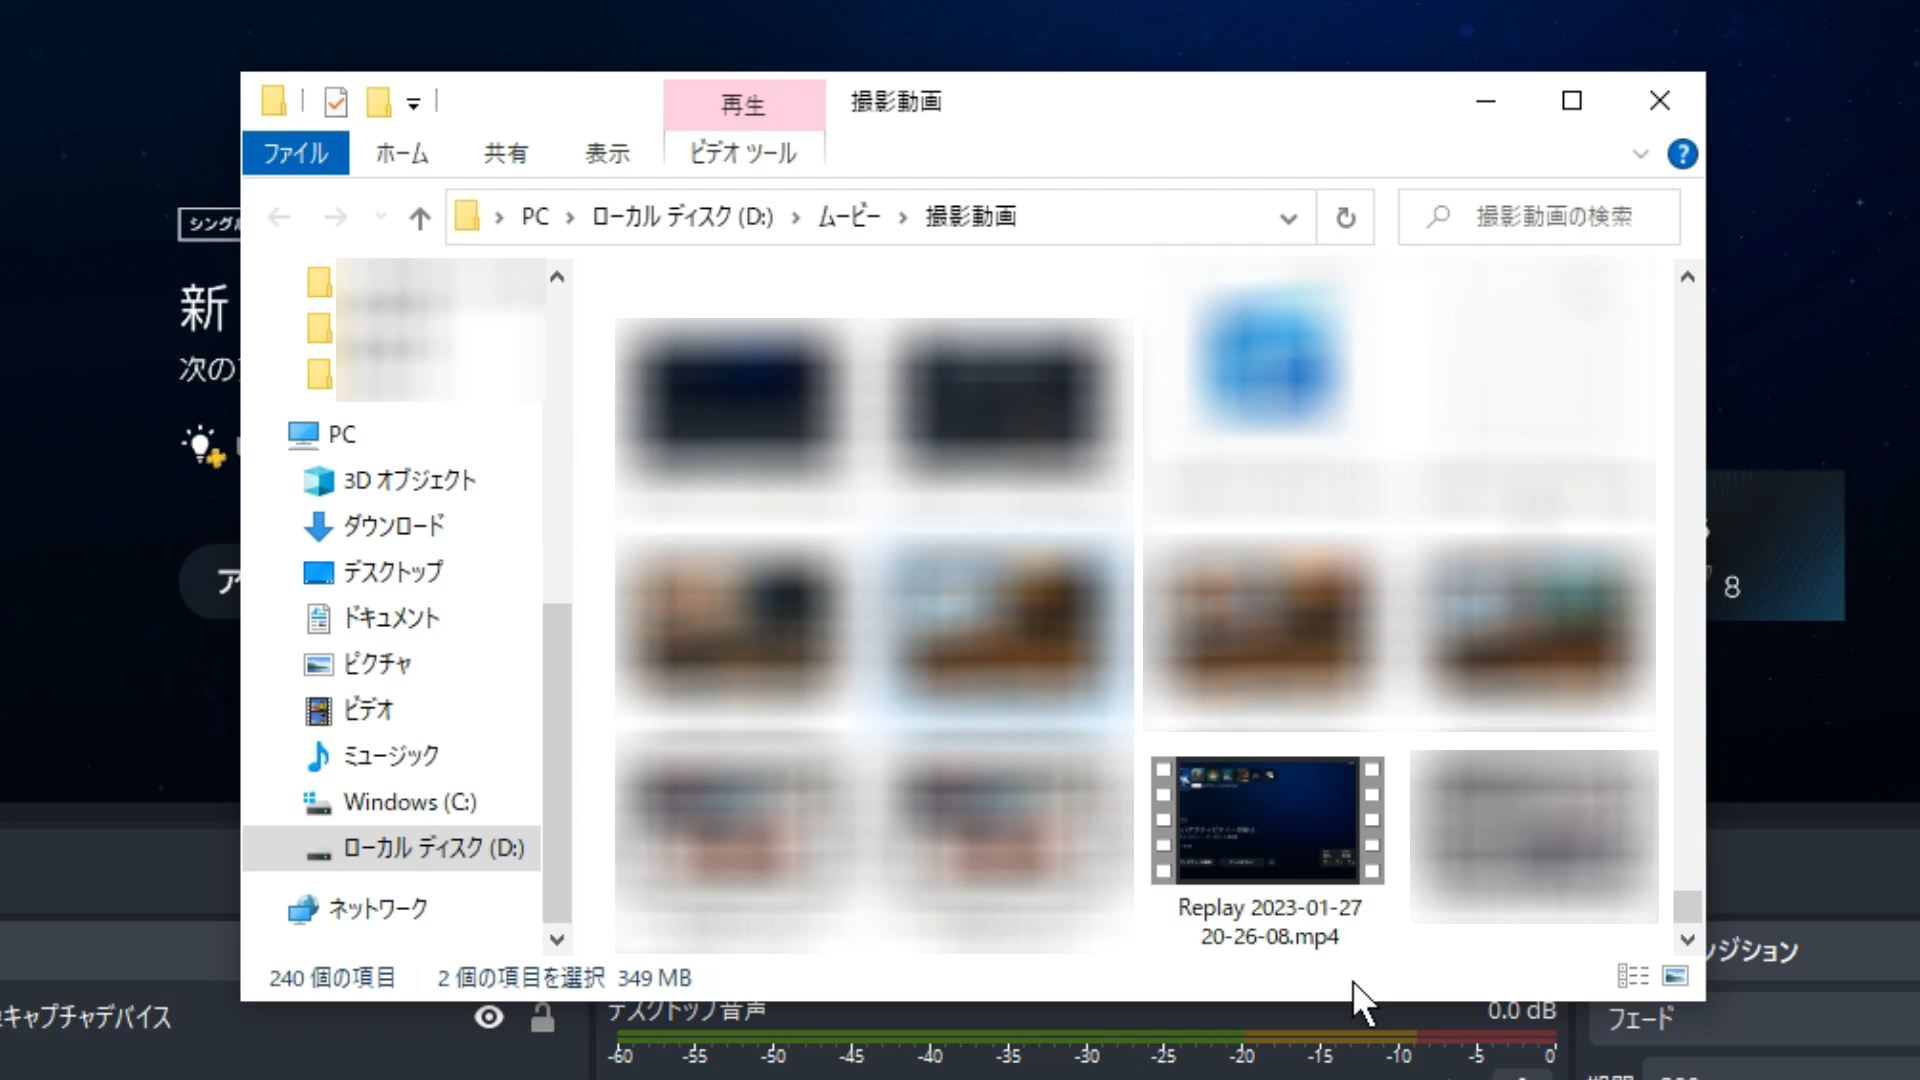 再生
撮影動画
ファイル
ホーム
共有
表示
ビデオ ツール
PC
ローカル ディスク (D:)
ムービー
撮影動画
撮影動画の検索
新
次の
PC
3D オブジェクト
ダウンロード
デスクトップ
ドキュメント
ピクチャ
ビデオ
ミュージック
Windows (C:)
ローカル ディスク (D:)
ネットワーク
8
Replay 2023-01-27
20-26-08.mp4
240 個の項目
2 個の項目を選択 349 MB
キャプチャデバイス
デスクトップ音声
0.0 dB
-60 -55 -50 -45 -40 -35 -30 -25 -20 -15 -10 -5 0
フェード